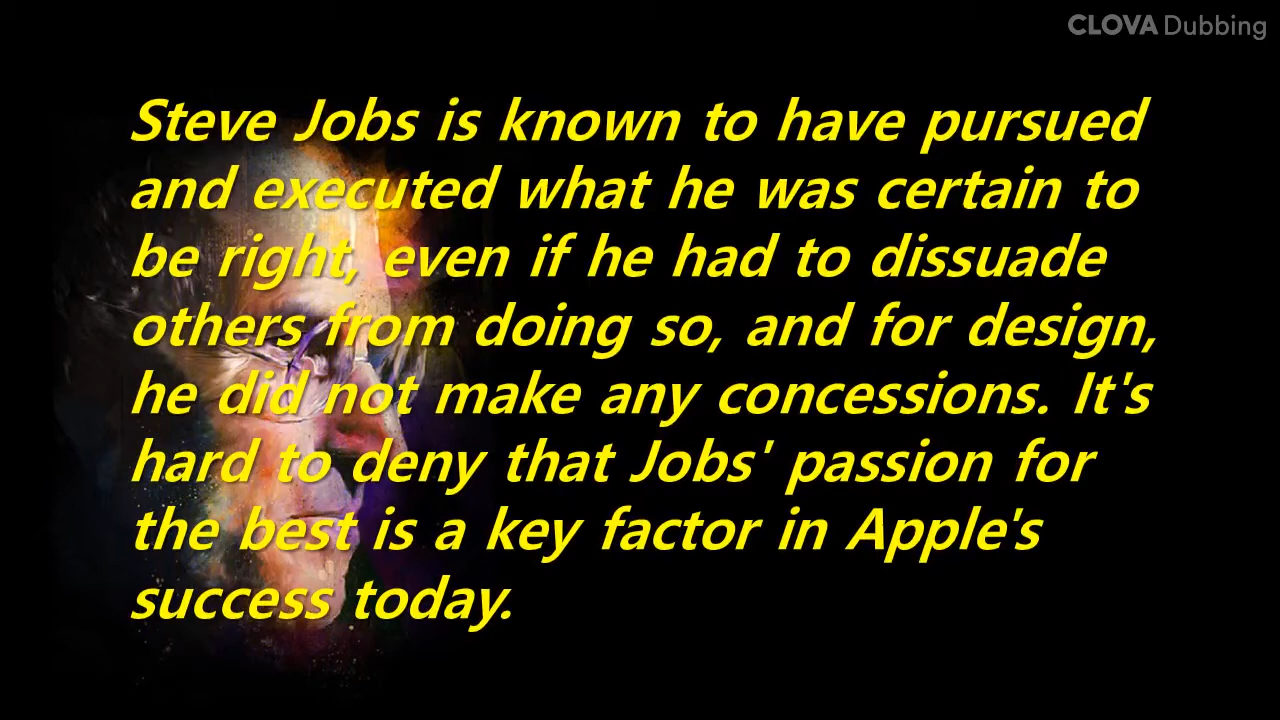 CLOVA Dubbing
Steve Jobs is known to have pursued
and executed what he was certain to
be right, even if he had to dissuade
others from doing so, and for design,
he did not make any concessions. It's
hard to deny that Jobs' passion for
the best is a key factor in Apple's
success today.